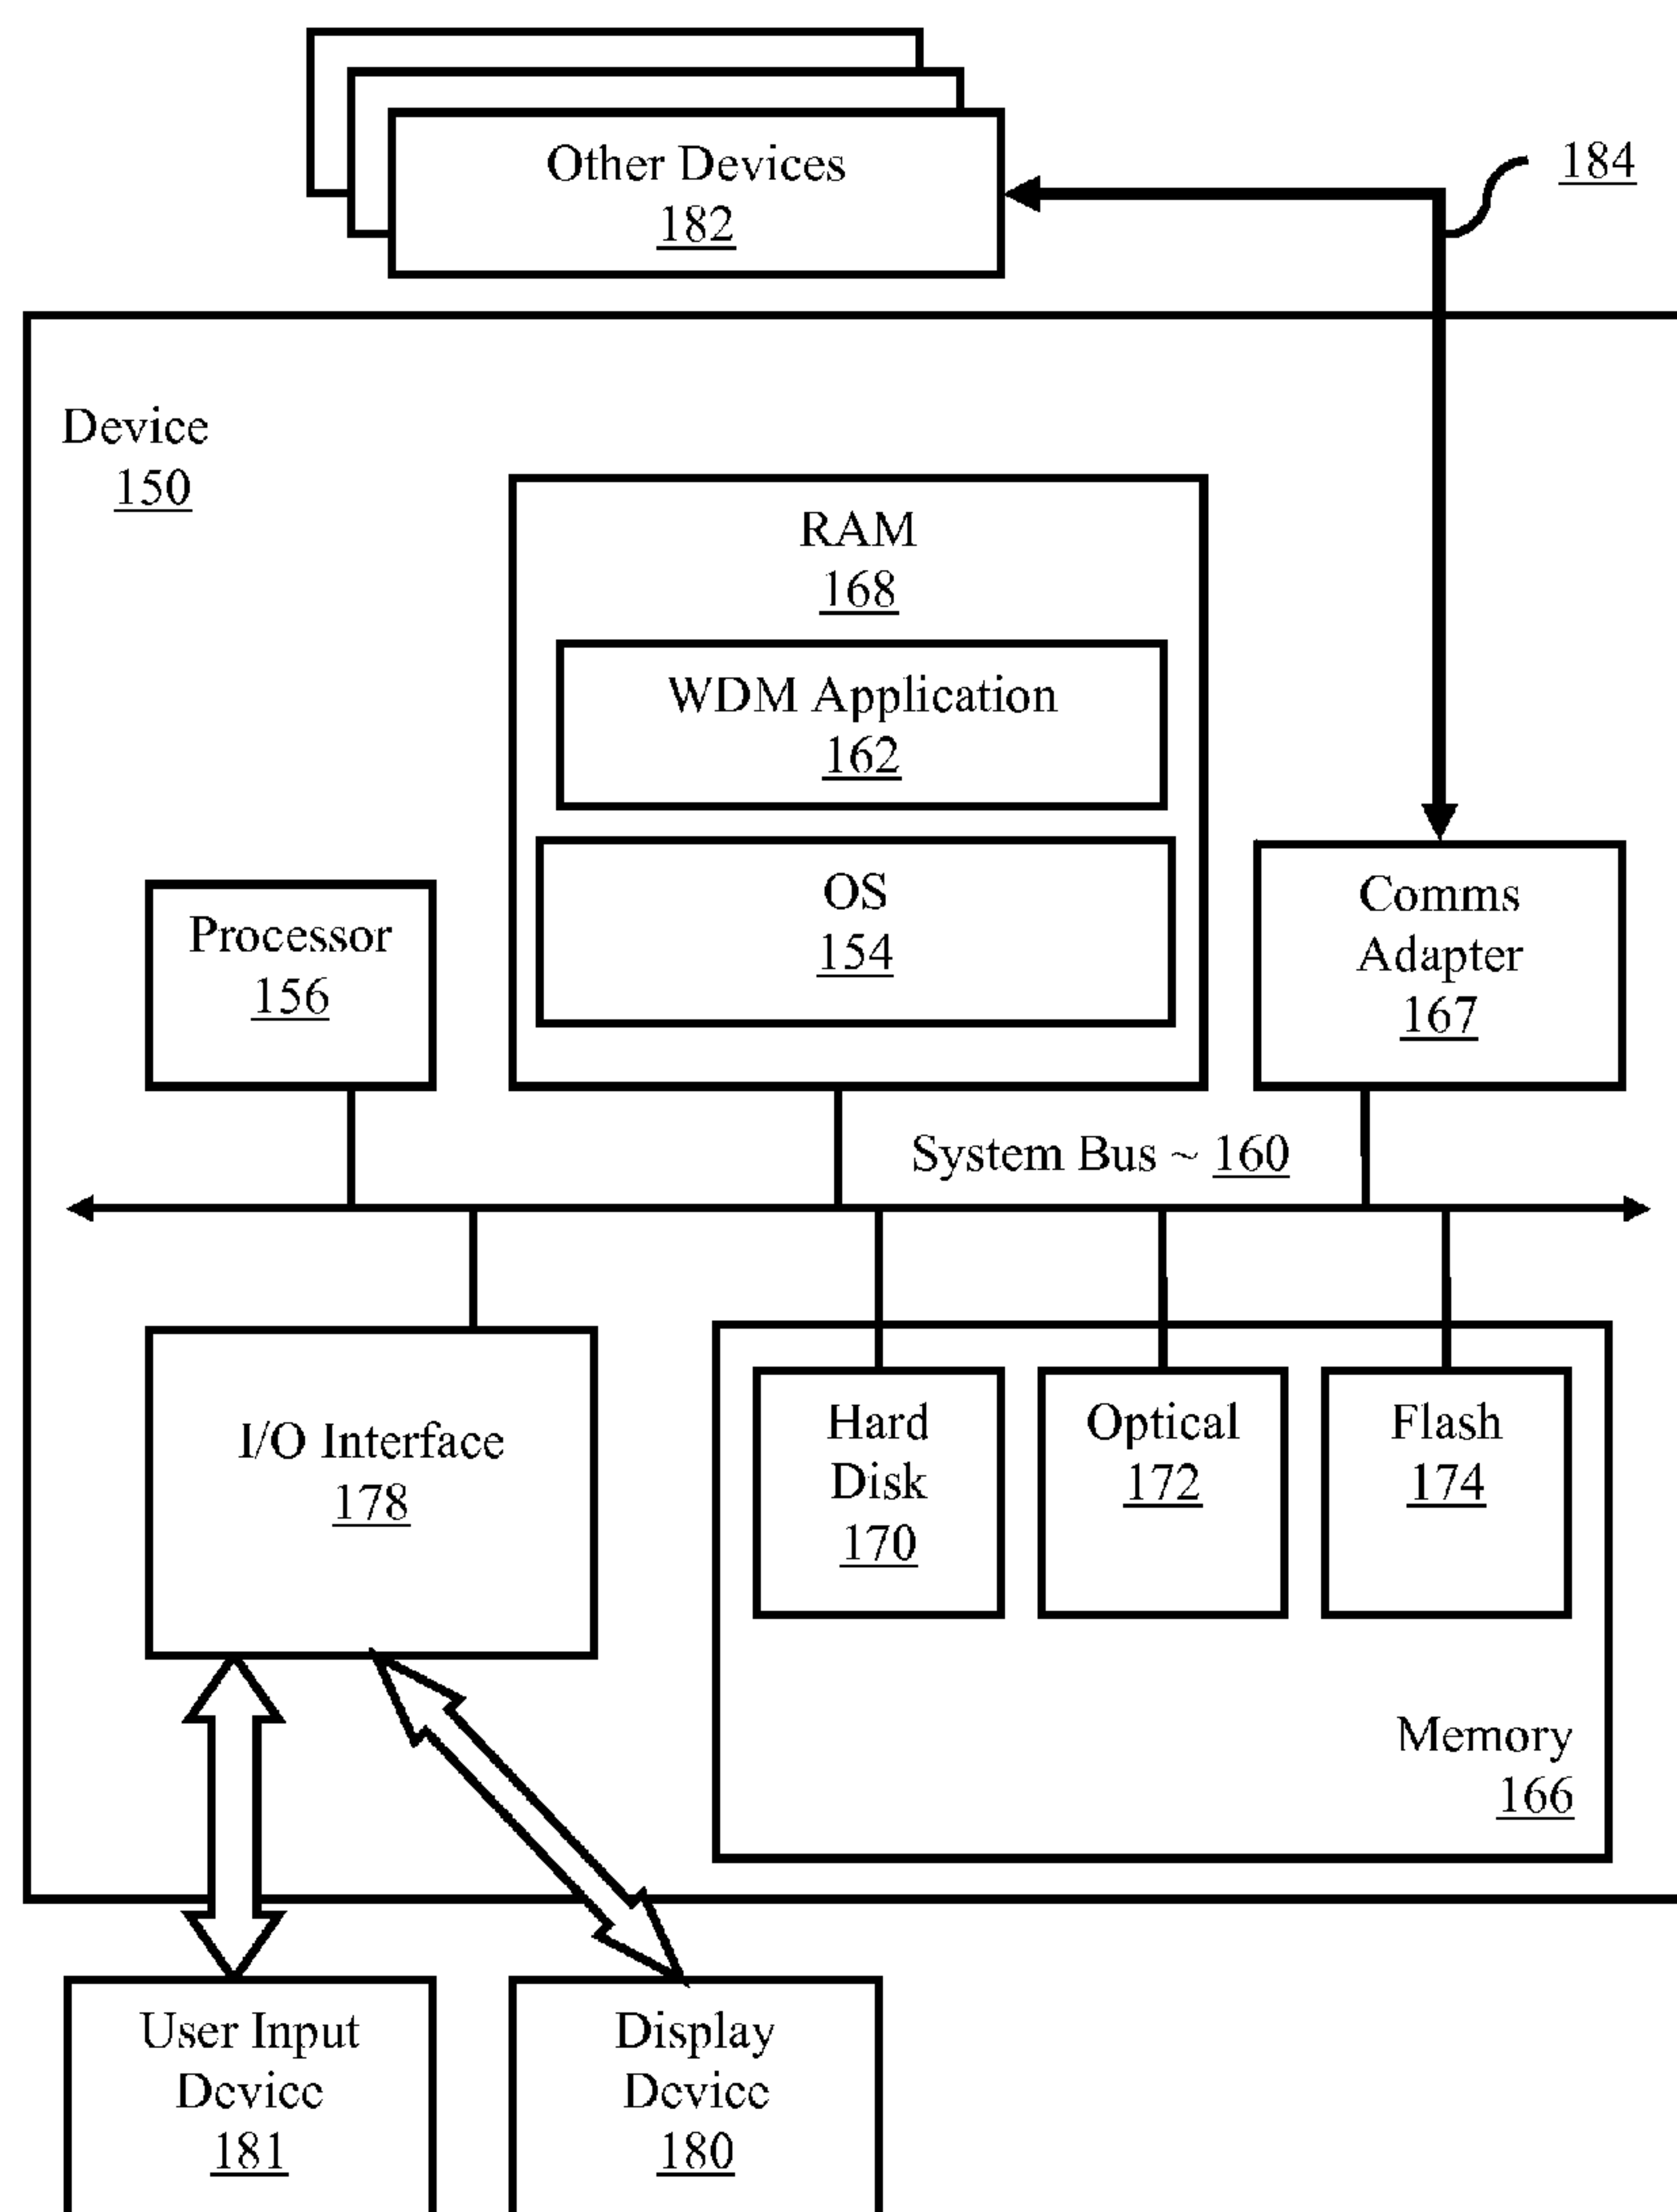 Other Devices
182
184
Device
150
RAM
168
WDM Application
162
OS
154
Processor
156
Comms
Adapter
167
System Bus ~ 160
I/O Interface
178
Hard
Disk
170
Optical
172
Flash
174
Memory
166
User Input
Device
181
Display
Device
180